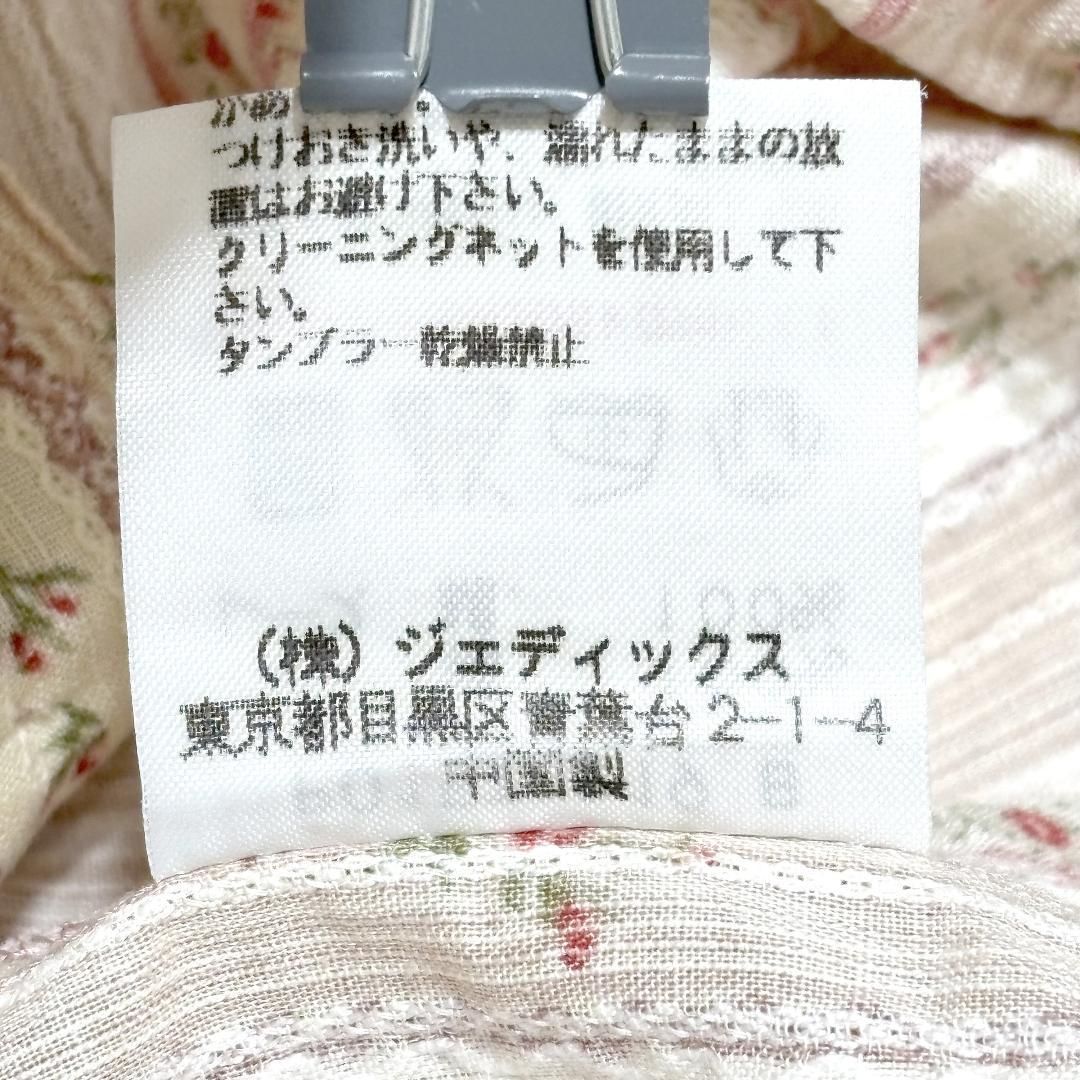 つけおき洗いや、濡れたままの放
置はお避け下さい。
クリーニングネットを使用して下
さい。
タンブラー乾燥禁止
(株)ジェディックス
東京都目黒区青葉台2-1-4
中国製